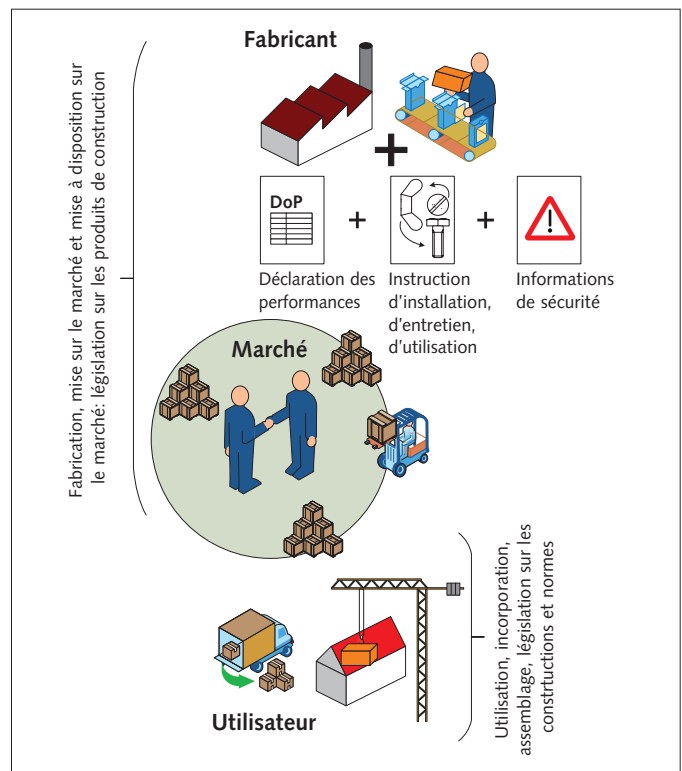 Fabricant
DoP
Déclaration des
performances
Instruction
d'installation,
d'entretien,
d'utilisation
Informations
de sécurité
Marché
Utilisateur
Fabrication, mise sur le marché et mise à disposition sur
le marché: législation sur les produits de construction
Utilisation, incorporation,
assemblage, législation sur les
constrtuctions et normes